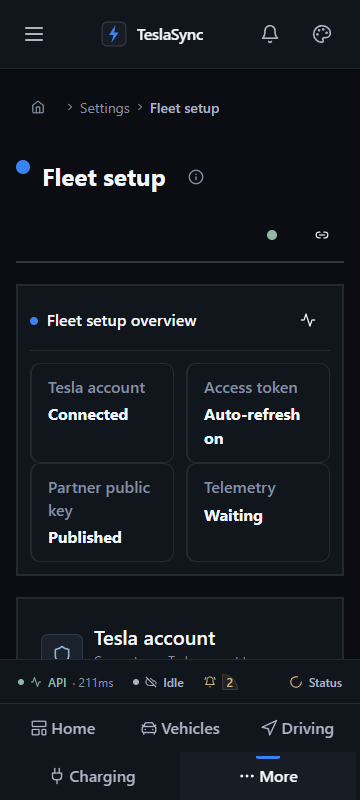 TeslaSync
Settings Fleet setup
Fleet setup
Fleet setup overview
Tesla account
Connected
Access token
Auto-refresh
on
Partner public
key
Published
Telemetry
Waiting
Tesla account
API · 211ms Idle 2 Status
Home Vehicles Driving
Charging More